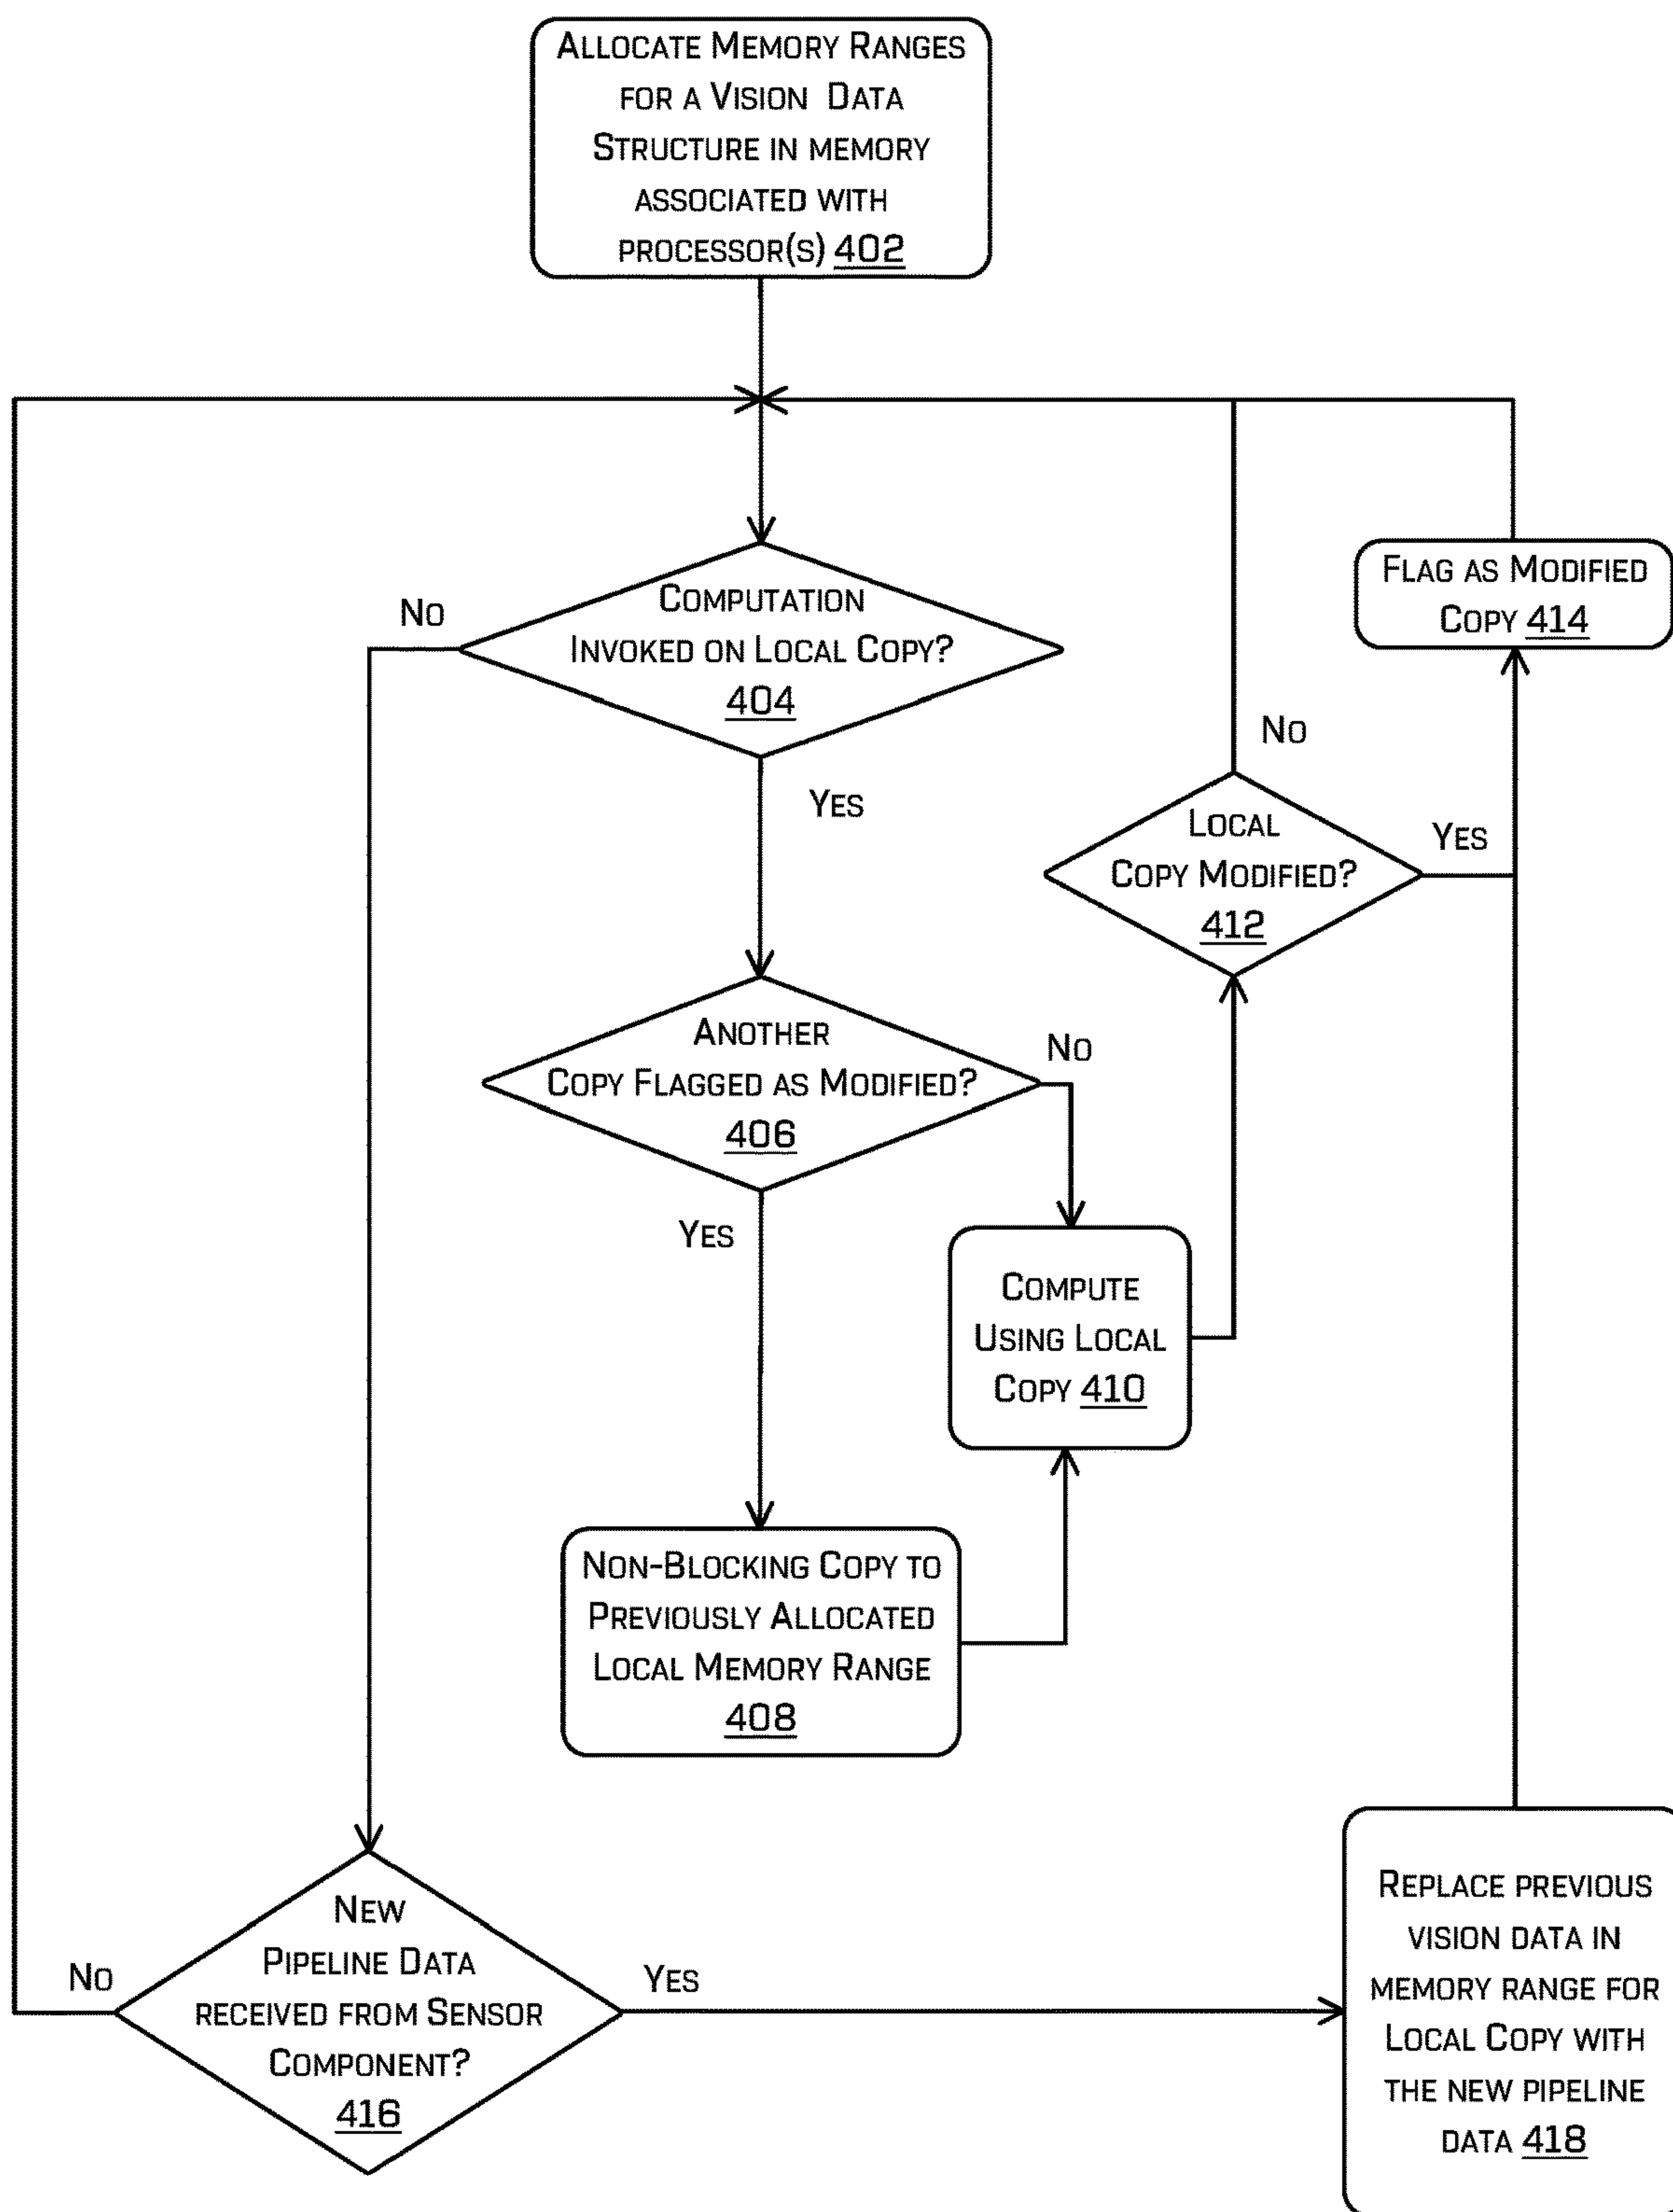 Allocate Memory Ranges
for a Vision Data
Structure in memory
associated with
processor(s) 402
No
Computation
Invoked on Local Copy?
404
Yes
Flag as Modified
Copy 414
No
Local
Copy Modified?
412
Yes
Another
Copy Flagged as Modified?
406
No
Yes
Compute
Using Local
Copy 410
Non-Blocking Copy to
Previously Allocated
Local Memory Range
408
New
Pipeline Data
received from Sensor
Component?
416
No
Yes
Replace previous
vision data in
memory range for
Local Copy with
the new pipeline
data 418